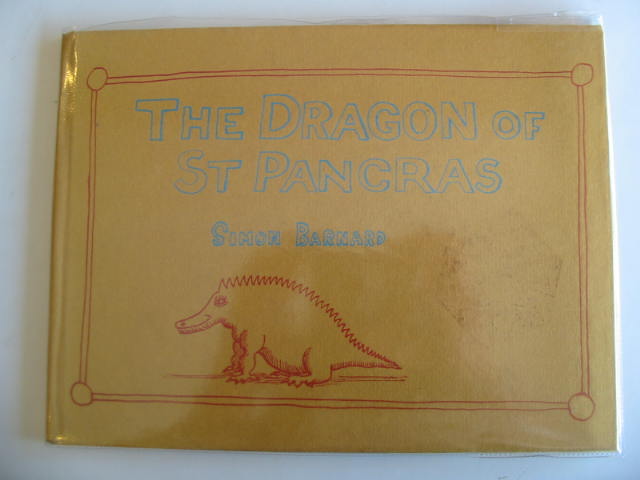 THE DRAGON OF
ST PANCRAS
SIMON BARNARD